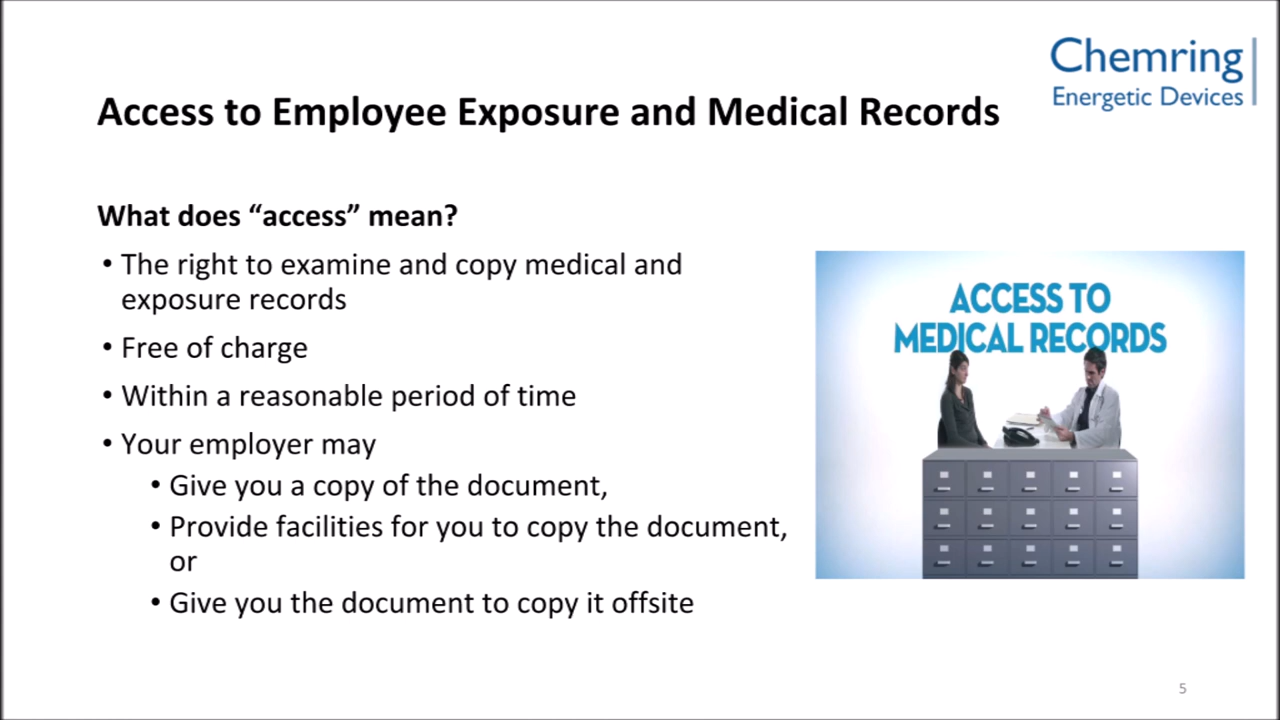 Chemring
Energetic Devices
Access to Employee Exposure and Medical Records
What does “access” mean?
• The right to examine and copy medical and
exposure records
• Free of charge
• Within a reasonable period of time
• Your employer may
• Give you a copy of the document,
• Provide facilities for you to copy the document,
or
• Give you the document to copy it offsite
ACCESS TO
MEDICAL RECORDS
5